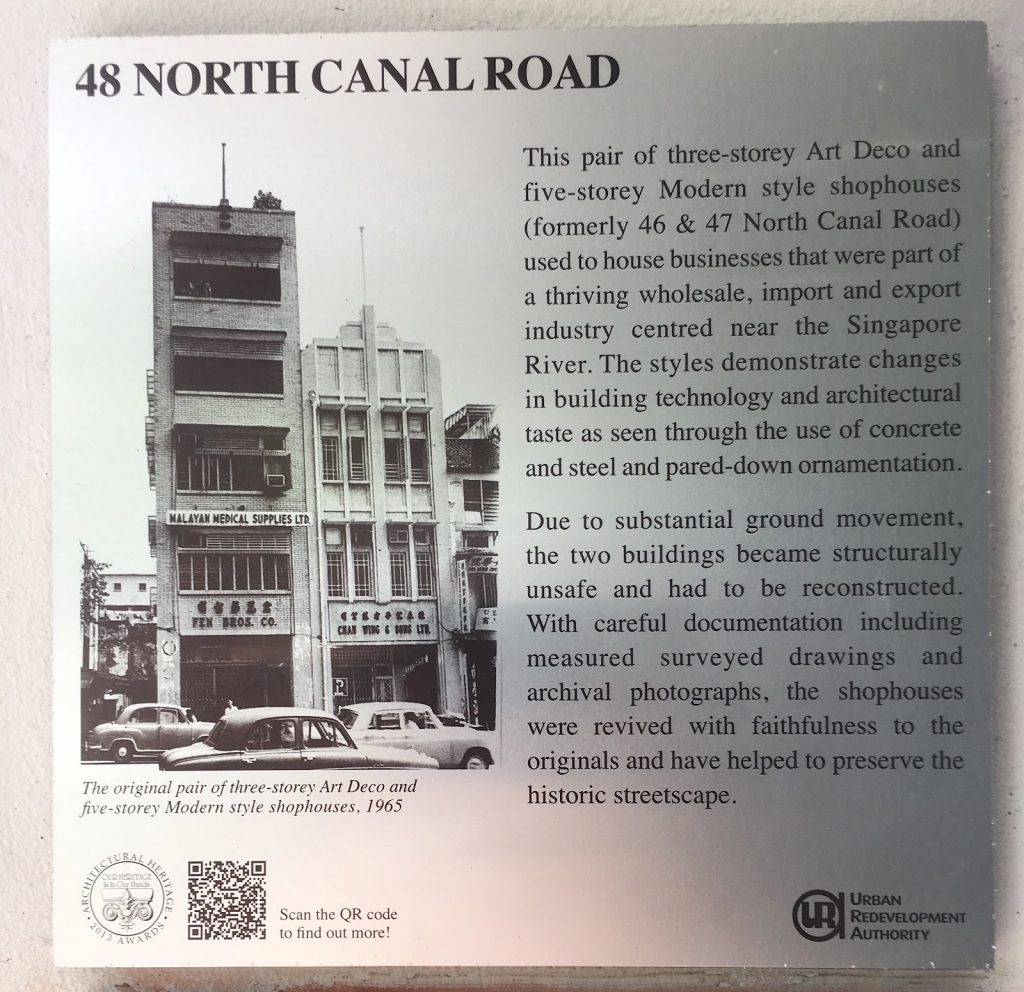 48 NORTH CANAL ROAD
This pair of three-storey Art Deco and
five-storey Modern style shophouses
(formerly 46 & 47 North Canal Road)
used to house businesses that were part of
a thriving wholesale, import and export
industry centred near the Singapore
River. The styles demonstrate changes
in building technology and architectural
taste as seen through the use of concrete
and steel and pared-down ornamentation.
Due to substantial ground movement,
the two buildings became structurally
unsafe and had to be reconstructed.
With careful documentation including
measured surveyed drawings and
archival photographs, the shophouses
were revived with faithfulness to the
originals and have helped to preserve the
historic streetscape.
MALAYAN MEDICAL SUPPLIES LTD.
FEN BROS. CO.
CHAN WING & SONS LTD.
P
The original pair of three-storey Art Deco and
five-storey Modern style shophouses, 1965
ARCHITECTURAL HERITAGE
OUR HERITAGE
Is In Our Hands
2013 AWARDS
Scan the QR code
to find out more!
UR
URBAN
REDEVELOPMENT
AUTHORITY